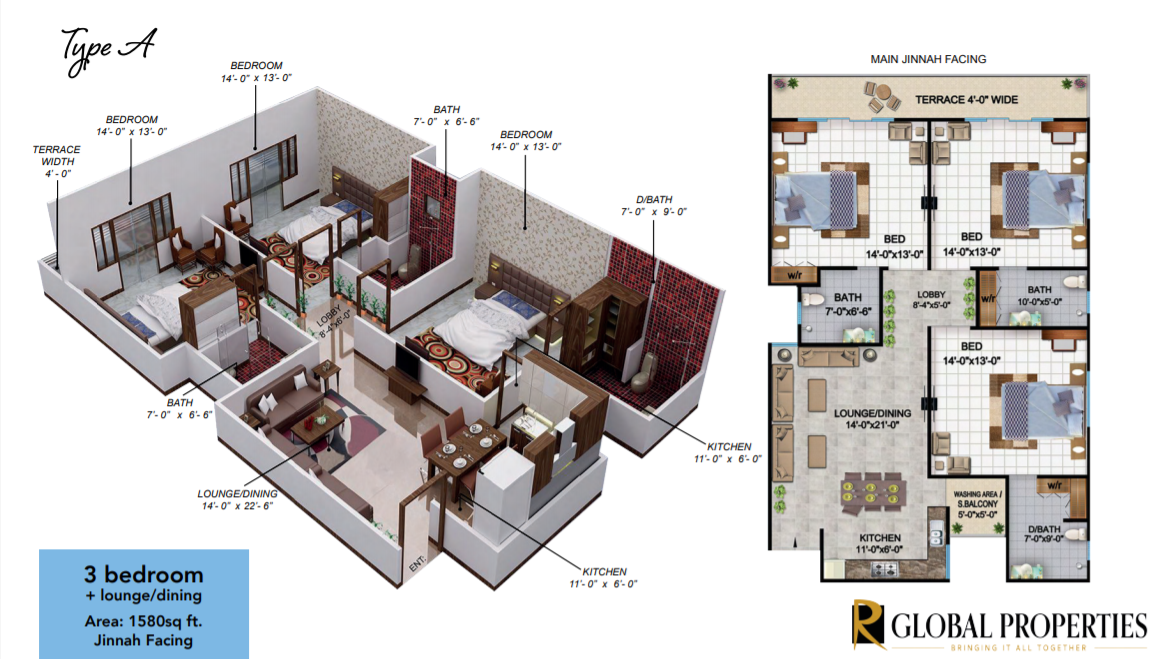 Type A
BEDROOM
14'- 0" x 13'- 0"
BEDROOM
14'- 0" x 13'- 0"
TERRACE
WIDTH
4' - 0"
BATH
7'- 0" x 6'- 6"
BEDROOM
14'- 0" x 13'- 0"
D/BATH
7'- 0" x 9'- 0"
LOBBY
8'-4"x6'-0"
BATH
7'- 0" x 6'- 6"
LOUNGE/DINING
14'- 0" x 22'- 6"
KITCHEN
11'- 0" x 6'- 0"
KITCHEN
11'- 0" x 6'- 0"
ENT:
3 bedroom
+ lounge/dining
Area: 1580sq ft.
Jinnah Facing
MAIN JINNAH FACING
TERRACE 4'-0" WIDE
BED
14'-0"x13'-0"
BED
14'-0"x13'-0"
w/r
BATH
7'-0"x6'-6"
LOBBY
8'-4"x5'-0"
w/r
BATH
10'-0"x5'-0"
BED
14'-0"x13'-0"
LOUNGE/DINING
14'-0"x21'-0"
WASHING AREA /
S.BALCONY
5'-0"x5'-0"
w/r
D/BATH
7'-0"x9'-0"
KITCHEN
11'-0"x6'-0"
R GLOBAL PROPERTIES
BRINGING IT ALL TOGETHER